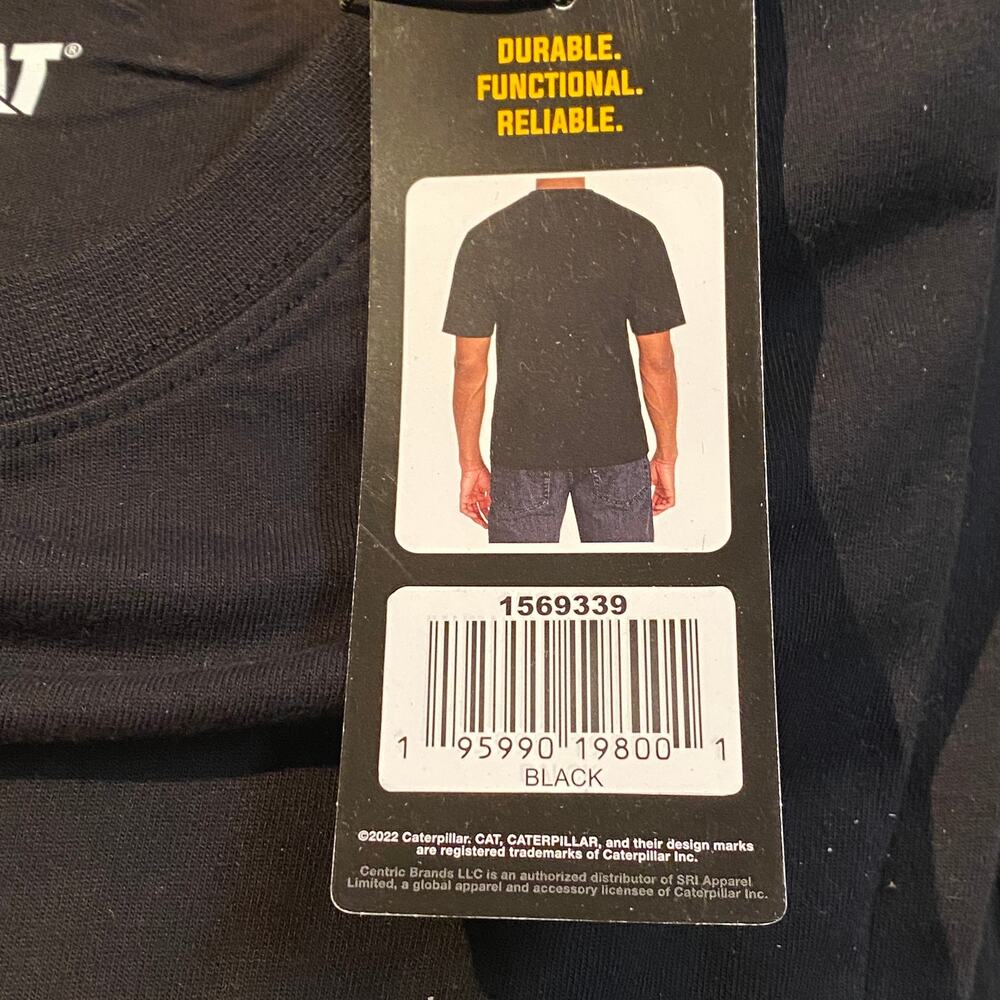 AT®
DURABLE.
FUNCTIONAL.
RELIABLE.
1569339
1 95990 19800 1
BLACK
©2022 Caterpillar. CAT, CATERPILLAR, and their design marks
are registered trademarks of Caterpillar Inc.
Centric Brands LLC is an authorized distributor of SRI Apparel
Limited, a global apparel and accessory licensee of Caterpillar Inc.